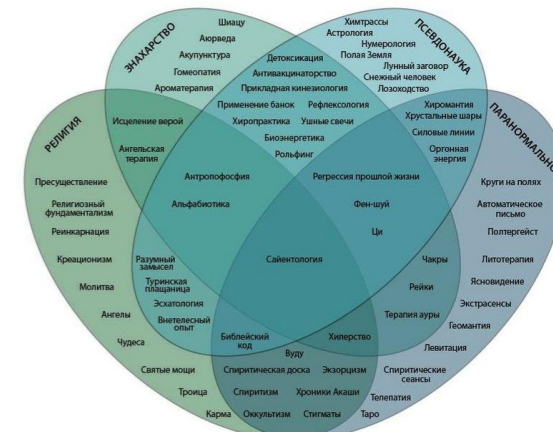 ЗНАХАРСТВО
Шиацу
Аюрведа
Акупунктура
Гомеопатия
Ароматерапия
ПСЕВДОНАУКА
Химтрассы
Астрология
Нумерология
Полая Земля
Лунный заговор
Снежный человек
Лозоходство
Детоксикация
Антивакцинаторство
Прикладная кинезиология
Применение банок
Рефлексология
Хиропрактика
Ушные свечи
Биоэнергетика
Рольфинг
Хиромантия
Хрустальные шары
Силовые линии
Оргонная
энергия
РЕЛИГИЯ
Исцеление верой
Ангельская
терапия
ПАРАНОРМАЛЬНО
Антропофосфия
Альфабиотика
Регрессия прошлой жизни
Фен-шуй
Ци
Сайентология
Пресуществление
Религиозный
фундаментализм
Реинкарнация
Креационизм
Молитва
Ангелы
Чудеса
Святые мощи
Троица
Карма
Разумный
замысел
Туринская
плащаница
Эсхатология
Внетелесный
опыт
Чакры
Рейки
Терапия ауры
Круги на полях
Автоматическое
письмо
Полтергейст
Литотерапия
Ясновидение
Экстрасенсы
Геомантия
Левитация
Спиритические
сеансы
Телепатия
Таро
Библейский
код
Хилерство
Вуду
Спиритическая доска
Экзорцизм
Спиритизм
Хроники Акаши
Оккультизм
Стигматы